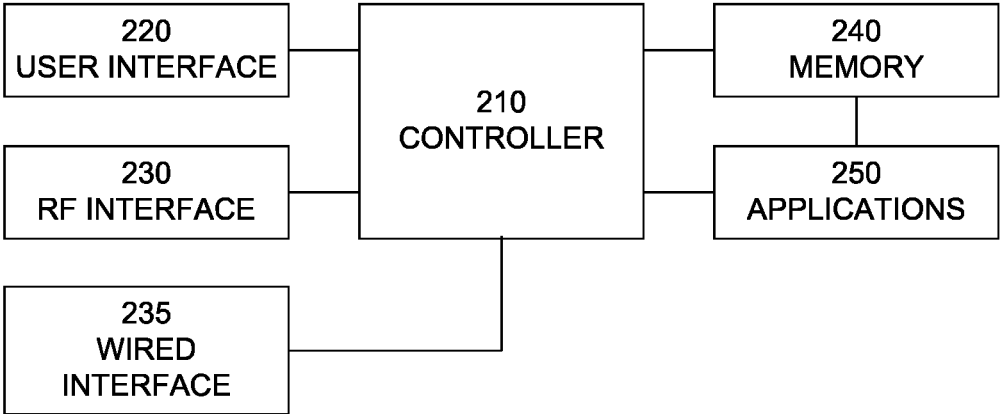 220
USER INTERFACE
210
CONTROLLER
240
MEMORY
230
RF INTERFACE
250
APPLICATIONS
235
WIRED
INTERFACE